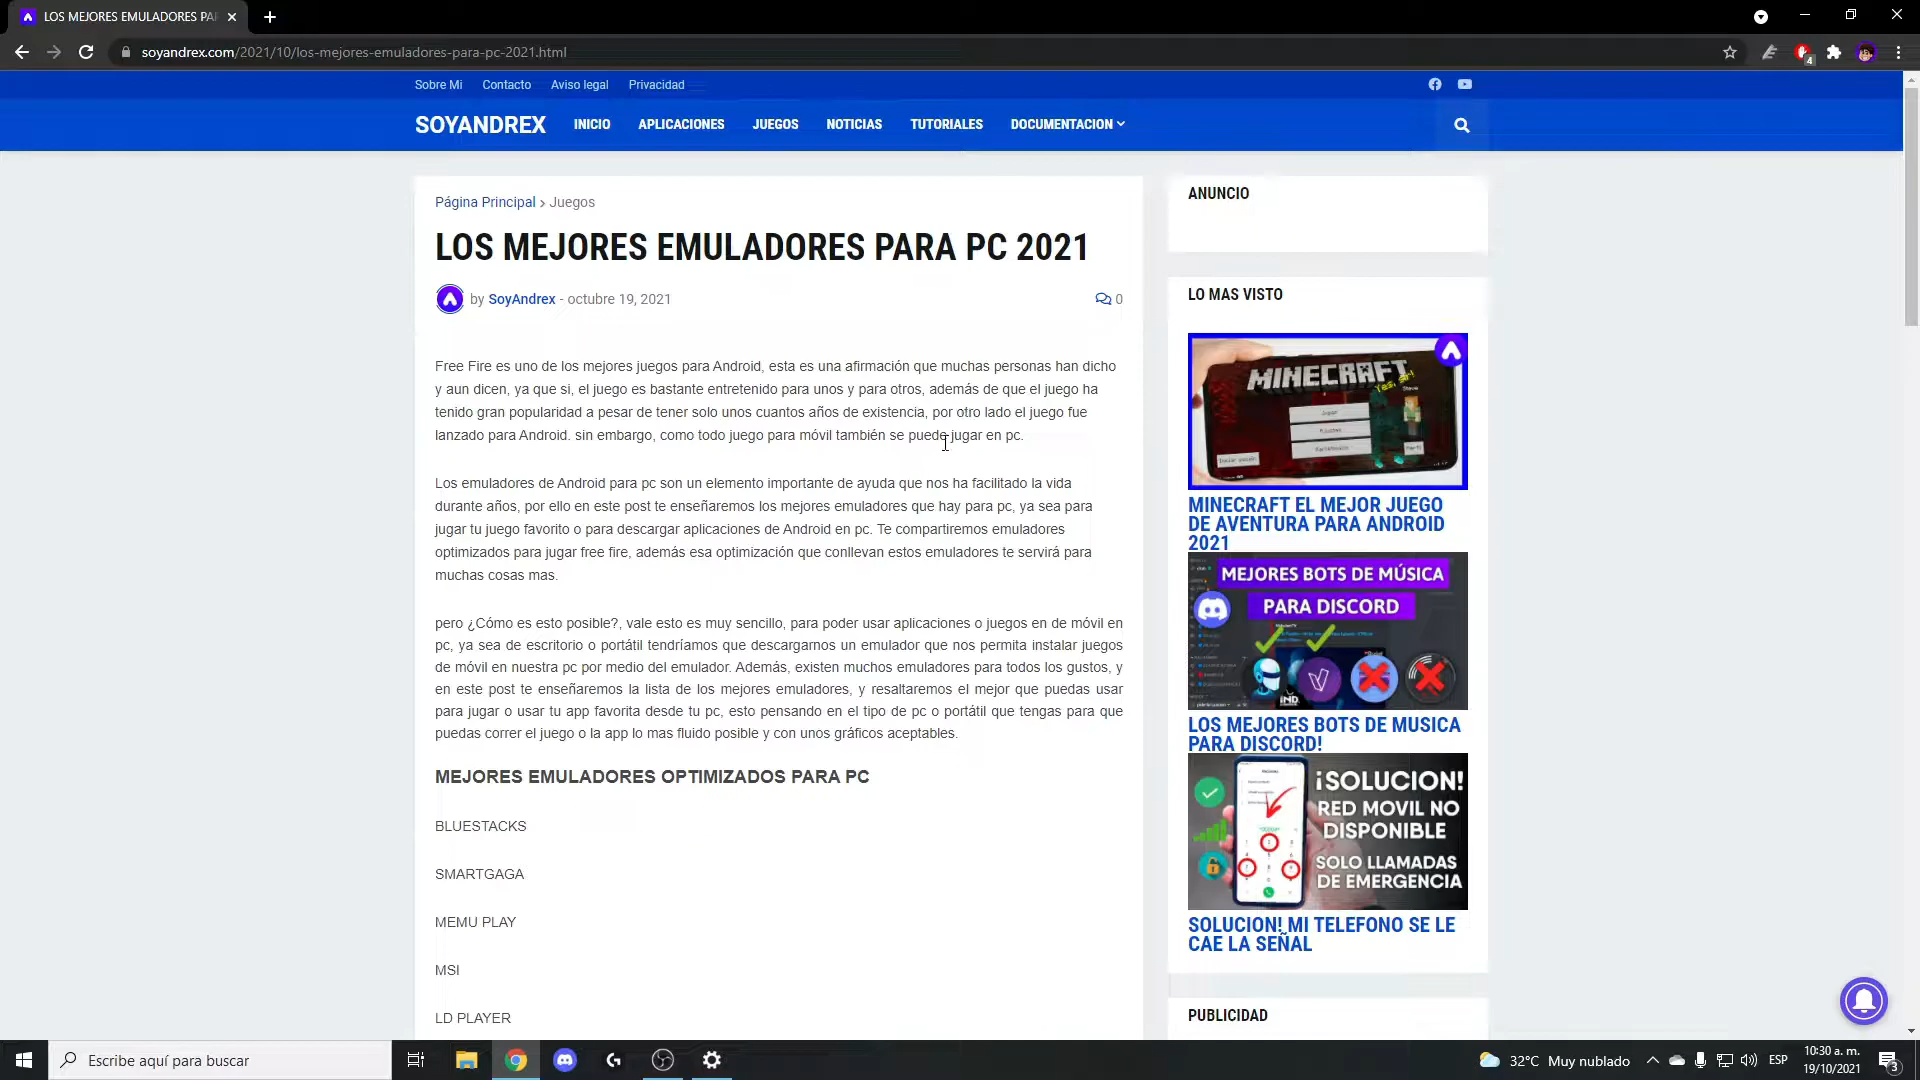 LOS MEJORES EMULADORES PAR
soyandrex.com/2021/10/los-mejores-emuladores-para-pc-2021.html
4
Sobre Mi Contacto Aviso legal Privacidad
SOYANDREX INICIO APLICACIONES JUEGOS NOTICIAS TUTORIALES DOCUMENTACION
Página Principal > Juegos
LOS MEJORES EMULADORES PARA PC 2021
by SoyAndrex - octubre 19, 2021
0
Free Fire es uno de los mejores juegos para Android, esta es una afirmación que muchas personas han dicho
y aun dicen, ya que si, el juego es bastante entretenido para unos y para otros, además de que el juego ha
tenido gran popularidad a pesar de tener solo unos cuantos años de existencia, por otro lado el juego fue
lanzado para Android. sin embargo, como todo juego para móvil también se puede jugar en pc.
Los emuladores de Android para pc son un elemento importante de ayuda que nos ha facilitado la vida
durante años, por ello en este post te enseñaremos los mejores emuladores que hay para pc, ya sea para
jugar tu juego favorito o para descargar aplicaciones de Android en pc. Te compartiremos emuladores
optimizados para jugar free fire, además esa optimización que conllevan estos emuladores te servirá para
muchas cosas mas.
pero ¿Cómo es esto posible?, vale esto es muy sencillo, para poder usar aplicaciones o juegos en de móvil en
pc, ya sea de escritorio o portátil tendríamos que descargarnos un emulador que nos permita instalar juegos
de móvil en nuestra pc por medio del emulador. Además, existen muchos emuladores para todos los gustos, y
en este post te enseñaremos la lista de los mejores emuladores, y resaltaremos el mejor que puedas usar
para jugar o usar tu app favorita desde tu pc, esto pensando en el tipo de pc o portátil que tengas para que
puedas correr el juego o la app lo mas fluido posible y con unos gráficos aceptables.
MEJORES EMULADORES OPTIMIZADOS PARA PC
BLUESTACKS
SMARTGAGA
MEMU PLAY
MSI
LD PLAYER
ANUNCIO
LO MAS VISTO
MINECRAFT
Yes, sir!
MINECRAFT EL MEJOR JUEGO
DE AVENTURA PARA ANDROID
2021
MEJORES BOTS DE MÚSICA
PARA DISCORD
LOS MEJORES BOTS DE MUSICA
PARA DISCORD!
¡SOLUCION!
RED MOVIL NO
DISPONIBLE
SOLO LLAMADAS
DE EMERGENCIA
SOLUCION! MI TELEFONO SE LE
CAE LA SEÑAL
PUBLICIDAD
Escribe aquí para buscar
32°C Muy nublado
ESP
10:30 a. m.
19/10/2021
3